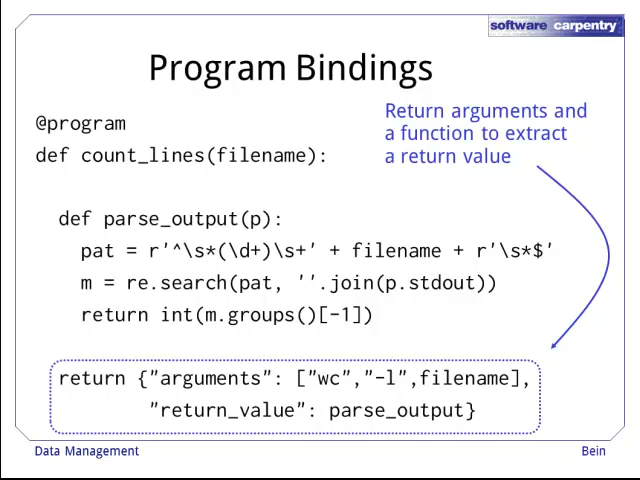 software carpentry
Program Bindings
Return arguments and
a function to extract
a return value
@program
def count_lines(filename):
def parse_output(p):
pat = r'^\s*(\d+)\s+' + filename + r'\s*$'
m = re.search(pat, ''.join(p.stdout))
return int(m.groups()[-1])
return {"arguments": ["wc","-l",filename],
"return_value": parse_output}
Data Management
Bein